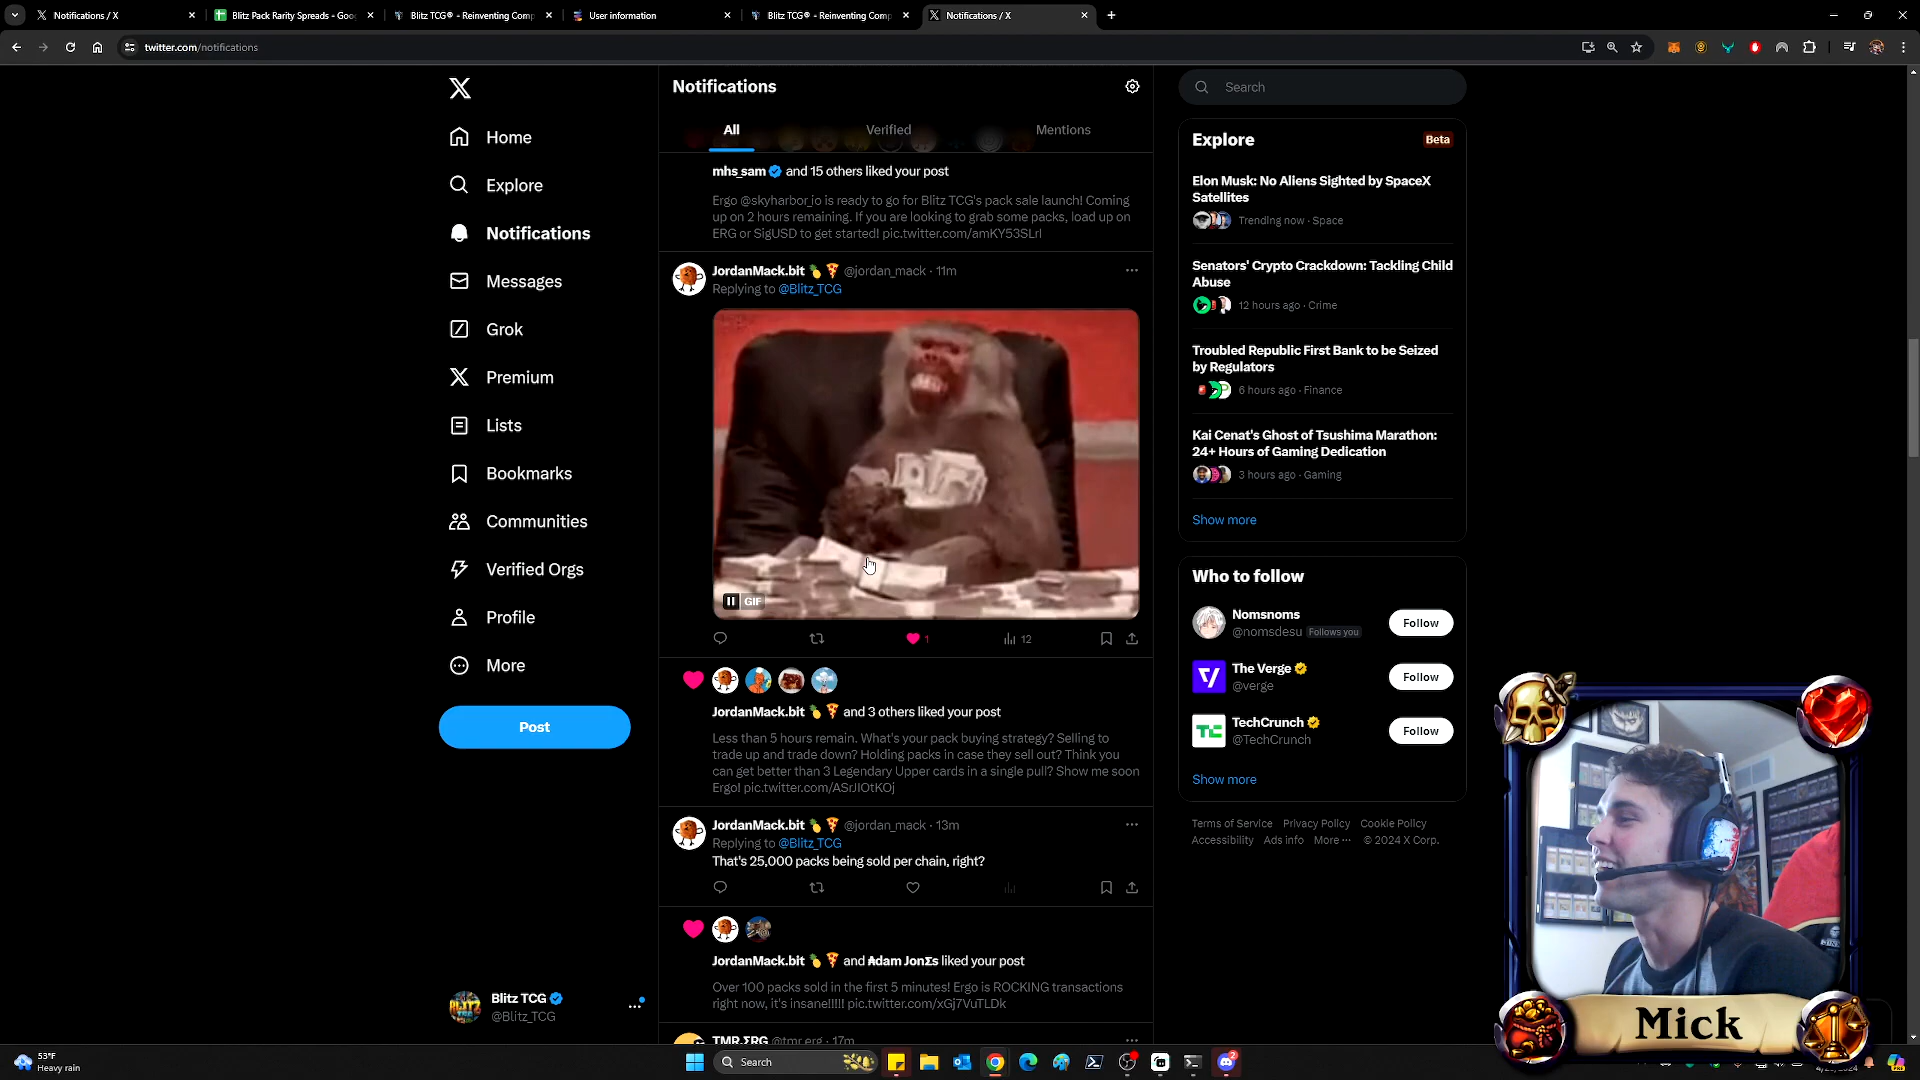 Notifications / X
Blitz Pack Rarity Spreads - Goo
Blitz TCG® - Reinventing Comp
User information
Blitz TCG® - Reinventing Comp
Notifications / X
twitter.com/notifications
Home
Explore
Notifications
Messages
Grok
Premium
Lists
Bookmarks
Communities
Verified Orgs
Profile
More
Post
Blitz TCG
@Blitz_TCG
Notifications
All
Verified
Mentions
mhs_sam and 15 others liked your post
Ergo @skyharbor_io is ready to go for Blitz TCG's pack sale launch! Coming
up on 2 hours remaining. If you are looking to grab some packs, load up on
ERG or SigUSD to get started! pic.twitter.com/amKY53SLrI
JordanMack.bit 🍍 🍕 @jordan_mack · 11m
Replying to @Blitz_TCG
GIF
1
12
JordanMack.bit 🍍 🍕 and 3 others liked your post
Less than 5 hours remain. What's your pack buying strategy? Selling to
trade up and trade down? Holding packs in case they sell out? Think you
can get better than 3 Legendary Upper cards in a single pull? Show me soon
Ergo! pic.twitter.com/ASrJIOtKOj
JordanMack.bit 🍍 🍕 @jordan_mack · 13m
Replying to @Blitz_TCG
That's 25,000 packs being sold per chain, right?
JordanMack.bit 🍍 🍕 and ₳dam JonΣs liked your post
Over 100 packs sold in the first 5 minutes! Ergo is ROCKING transactions
right now, it's insane!!!!! pic.twitter.com/xGj7VuTLDk
TMR.ΣRG @tmr_erg · 17m
Search
Explore
Beta
Elon Musk: No Aliens Sighted by SpaceX
Satellites
Trending now · Space
Senators' Crypto Crackdown: Tackling Child
Abuse
12 hours ago · Crime
Troubled Republic First Bank to be Seized
by Regulators
6 hours ago · Finance
Kai Cenat's Ghost of Tsushima Marathon:
24+ Hours of Gaming Dedication
3 hours ago · Gaming
Show more
Who to follow
Nomsnoms
@nomsdesu Follows you
Follow
The Verge
@verge
Follow
TechCrunch
@TechCrunch
Follow
Show more
Terms of Service Privacy Policy Cookie Policy
Accessibility Ads info More ··· © 2024 X Corp.
Mick
53°F
Heavy rain
Search
2